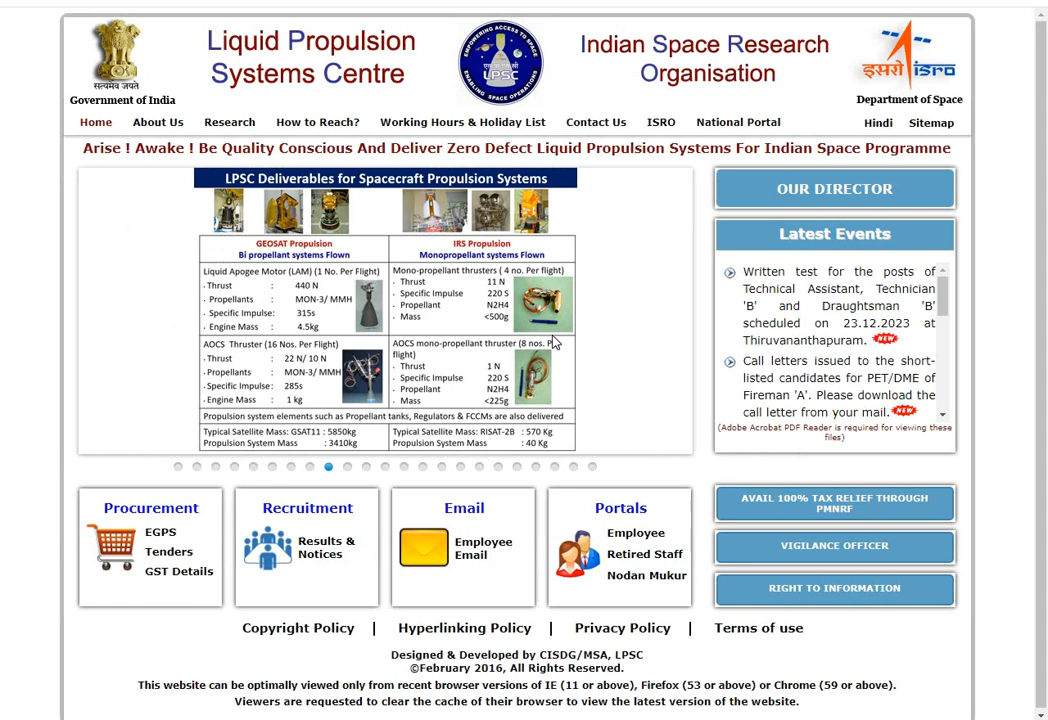 Liquid Propulsion
Systems Centre
Indian Space Research
Organisation
EMPOWERING ACCESS TO SPACE
LPSC
ENABLING SPACE OPERATIONS
सत्यमेव जयते
Government of India
इसरो isro
Department of Space
Home About Us Research How to Reach? Working Hours & Holiday List Contact Us ISRO National Portal Hindi Sitemap
Arise ! Awake ! Be Quality Conscious And Deliver Zero Defect Liquid Propulsion Systems For Indian Space Programme
LPSC Deliverables for Spacecraft Propulsion Systems
GEOSAT Propulsion
Bi propellant systems Flown
Liquid Apogee Motor (LAM) (1 No. Per Flight)
Thrust : 440 N
Propellants : MON-3/ MMH
Specific Impulse: 315s
Engine Mass : 4.5kg
AOCS Thruster (16 Nos. Per Flight)
Thrust : 22 N/ 10 N
Propellants : MON-3/ MMH
Specific Impulse : 285s
Engine Mass : 1 kg
IRS Propulsion
Monopropellant systems Flown
Mono-propellant thrusters ( 4 no. Per flight)
Thrust 11 N
Specific Impulse 220 S
Propellant N2H4
Mass <500g
AOCS mono-propellant thruster (8 nos.
flight)
Thrust 1 N
Specific Impulse 220 S
Propellant N2H4
Mass <225g
Propulsion system elements such as Propellant tanks, Regulators & FCCMs are also delivered
Typical Satellite Mass: GSAT11 : 5850kg
Propulsion System Mass : 3410kg
Typical Satellite Mass: RISAT-2B : 570 Kg
Propulsion System Mass : 40 Kg
OUR DIRECTOR
Latest Events
Written test for the posts of
Technical Assistant, Technician
'B' and Draughtsman 'B'
scheduled on 23.12.2023 at
Thiruvananthapuram. NEW
Call letters issued to the short-
listed candidates for PET/DME of
Fireman 'A'. Please download the
call letter from your mail. NEW
(Adobe Acrobat PDF Reader is required for viewing these
files)
Procurement
EGPS
Tenders
GST Details
Recruitment
Results &
Notices
Email
Employee
Email
Portals
Employee
Retired Staff
Nodan Mukur
AVAIL 100% TAX RELIEF THROUGH
PMNRF
VIGILANCE OFFICER
RIGHT TO INFORMATION
Copyright Policy | Hyperlinking Policy | Privacy Policy | Terms of use
Designed & Developed by CISDG/MSA, LPSC
©February 2016, All Rights Reserved.
This website can be optimally viewed only from recent browser versions of IE (11 or above), Firefox (53 or above) or Chrome (59 or above).
Viewers are requested to clear the cache of their browser to view the latest version of the website.